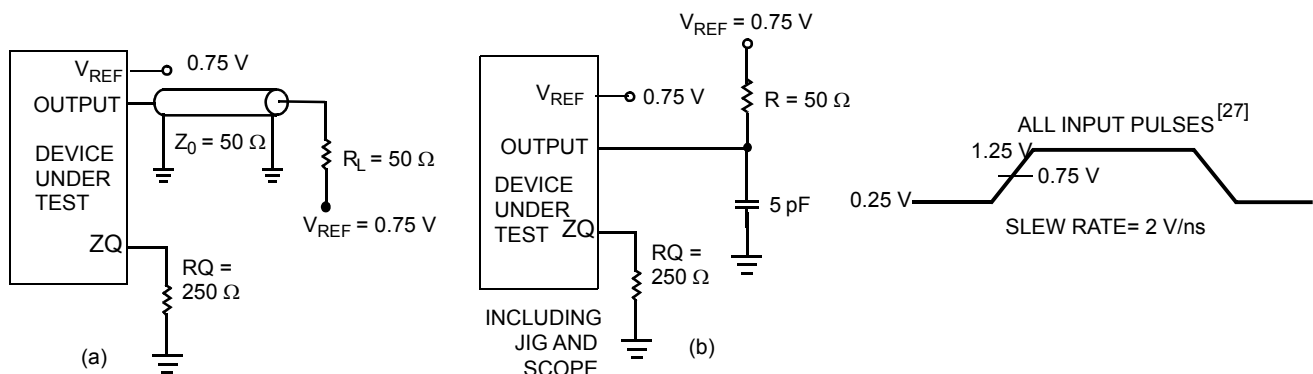 V_REF
0.75 V
OUTPUT
Z_0 = 50 Ω
R_L = 50 Ω
DEVICE
UNDER
TEST
V_REF = 0.75 V
ZQ
RQ =
250 Ω
(a)
V_REF = 0.75 V
V_REF
0.75 V
R = 50 Ω
OUTPUT
DEVICE
UNDER
TEST
5 pF
ZQ
RQ =
250 Ω
INCLUDING
JIG AND
SCOPE
(b)
ALL INPUT PULSES[27]
1.25 V
0.75 V
0.25 V
SLEW RATE= 2 V/ns